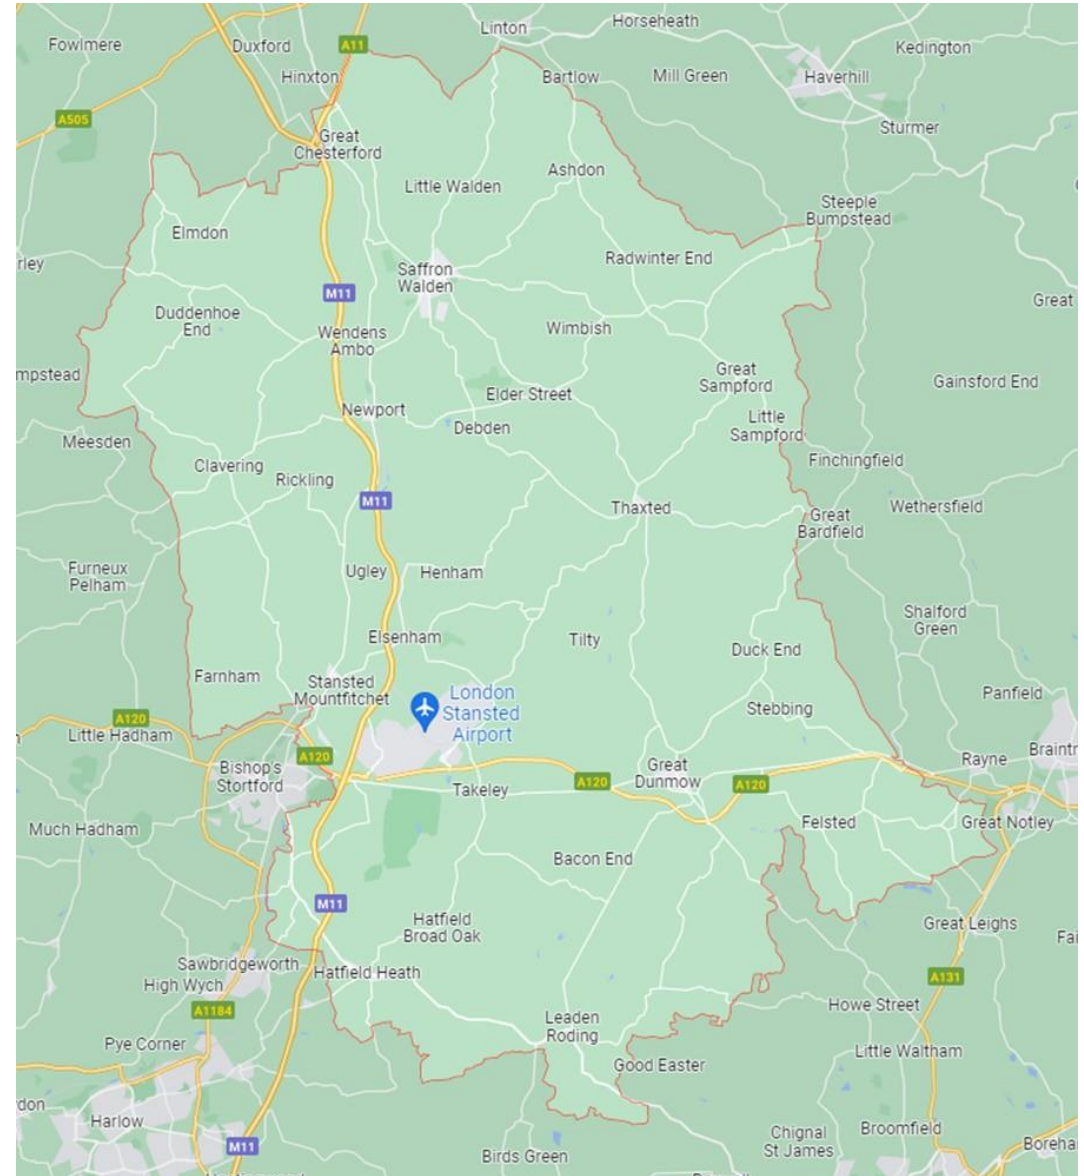 Horseheath
Linton
Fowlmere
Duxford
A11
Kedington
Hinxton
Bartlow
Mill Green
Haverhill
A505
Sturmer
Great
Chesterford
Ashdon
Little Walden
Steeple
Bumpstead
Elmdon
Radwinter End
rley
Saffron
Walden
M11
Great
Duddenhoe
End
Wendens
Ambo
Wimbish
mpstead
Great
Sampford
Gainsford End
Elder Street
Newport
Little
Sampford
Debden
Meesden
Finchingfield
Clavering
Rickling
M11
Thaxted
Wethersfield
Great
Bardfield
Furneux
Pelham
Ugley
Henham
Shalford
Green
Elsenham
Tilty
Duck End
Farnham
Stansted
Mountfitchet
London
Stansted
Airport
Panfield
Stebbing
A120
Little Hadham
n
A120
Braintr
Rayne
Bishop's
Stortford
Great
Dunmow
A120
A120
Takeley
Much Hadham
Felsted
Great Notley
Bacon End
M11
Hatfield
Broad Oak
Great Leighs
Fai
Sawbridgeworth
Hatfield Heath
High Wych
A131
A1184
Howe Street
Leaden
Roding
Pye Corner
Little Waltham
Good Easter
rdon
Harlow
Broomfield
Chignal
St James
M11
Boreha
Birds Green